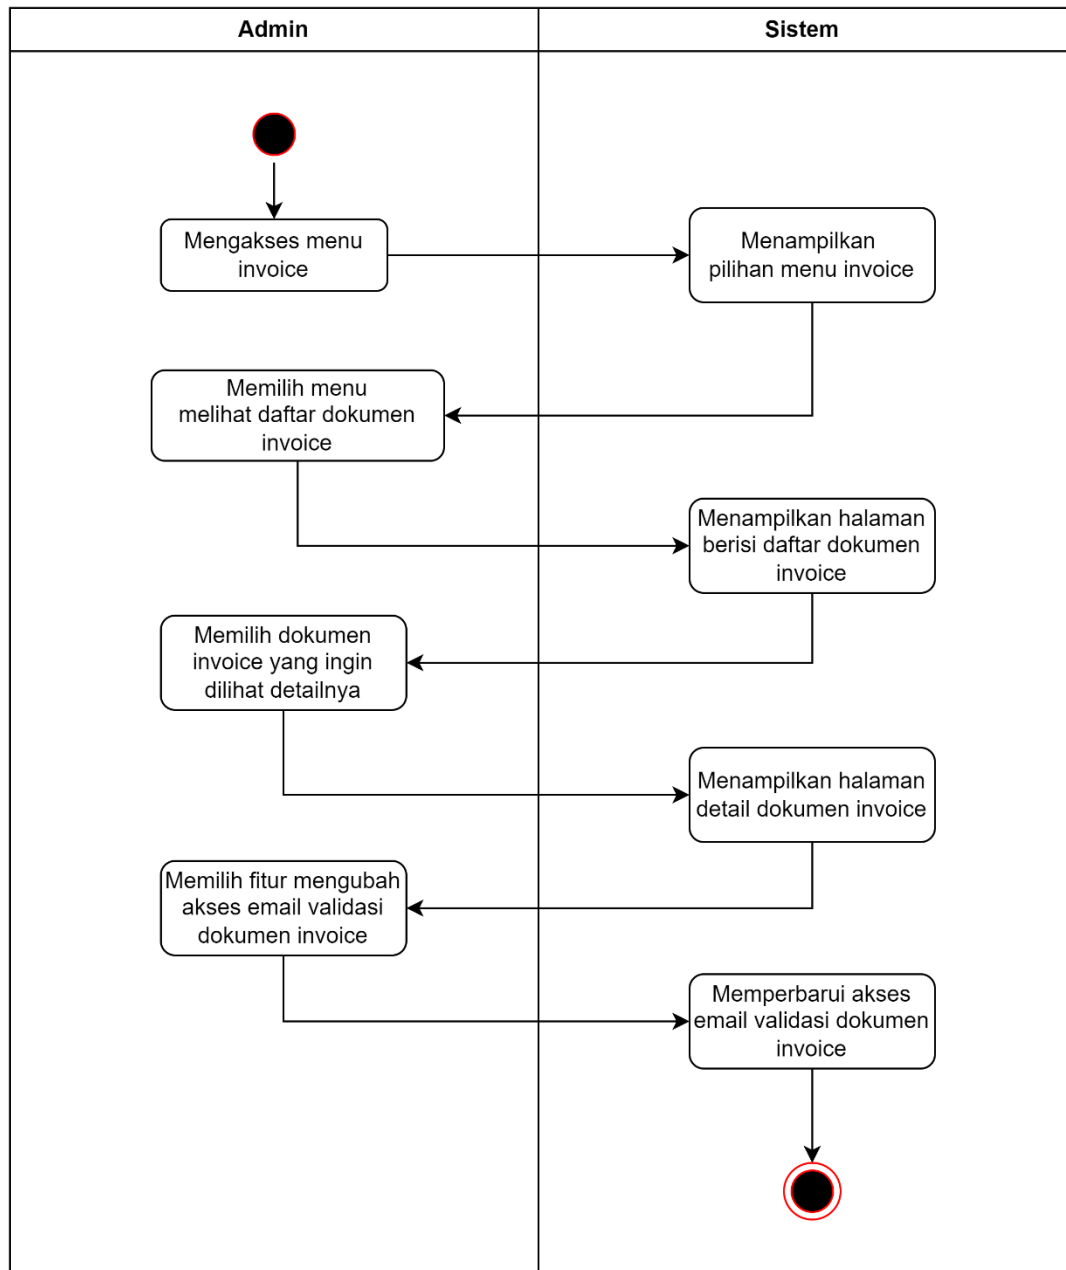 Admin
Sistem
Mengakses menu
invoice
Menampilkan
pilihan menu invoice
Memilih menu
melihat daftar dokumen
invoice
Menampilkan halaman
berisi daftar dokumen
invoice
Memilih dokumen
invoice yang ingin
dilihat detailnya
Menampilkan halaman
detail dokumen invoice
Memilih fitur mengubah
akses email validasi
dokumen invoice
Memperbarui akses
email validasi dokumen
invoice